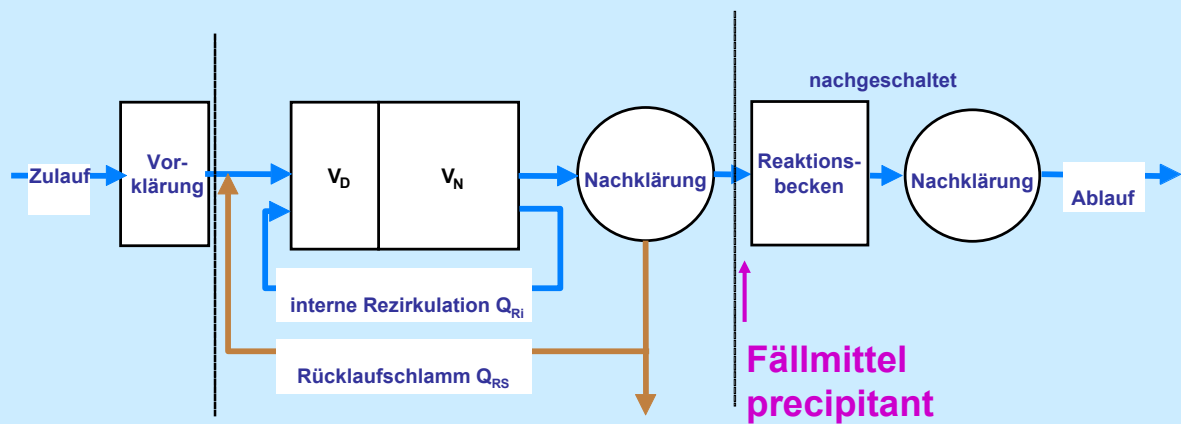 nachgeschaltet
Zulauf
Vor-
klärung
V_D
V_N
Nachklärung
Reaktions-
becken
Nachklärung
Ablauf
interne Rezirkulation Q_Ri
Rücklaufschlamm Q_RS
Fällmittel
precipitant